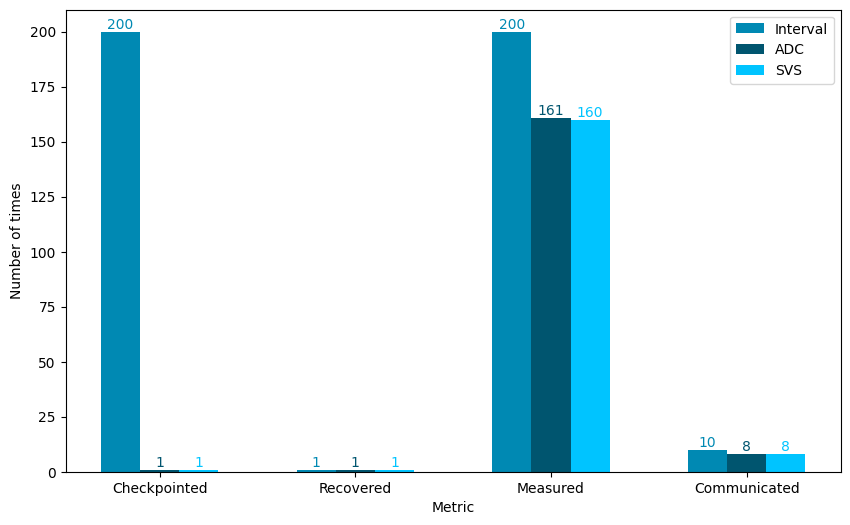 200
200
Interval
ADC
SVS
200
175
150
125
100
75
50
25
0
161
160
1
1
1
1
1
10
8
8
Checkpointed
Recovered
Measured
Communicated
Number of times
Metric